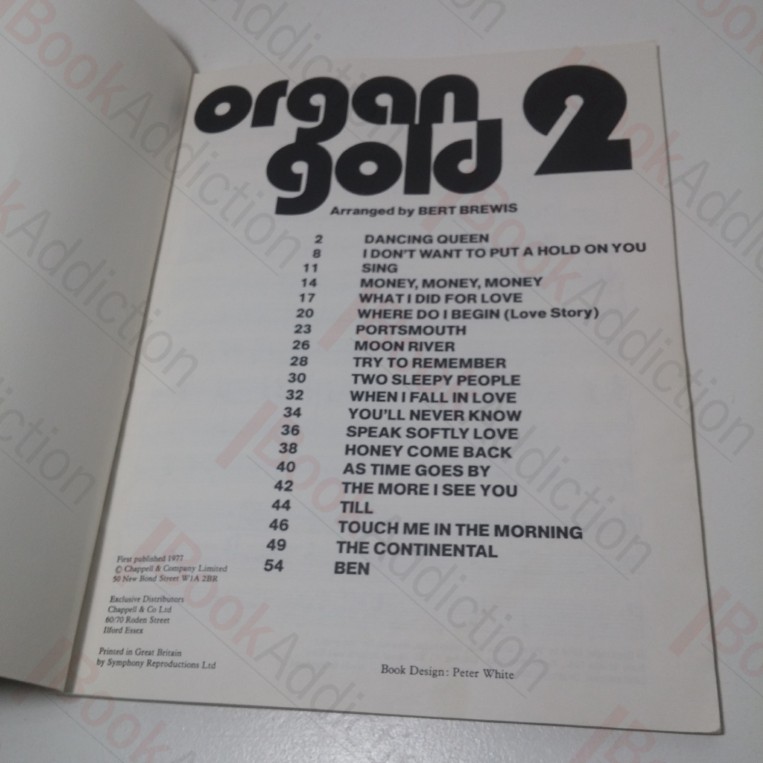 organ
gold 2
Arranged by BERT BREWIS
2 DANCING QUEEN
8 I DON'T WANT TO PUT A HOLD ON YOU
11 SING
14 MONEY, MONEY, MONEY
17 WHAT I DID FOR LOVE
20 WHERE DO I BEGIN (Love Story)
23 PORTSMOUTH
26 MOON RIVER
28 TRY TO REMEMBER
30 TWO SLEEPY PEOPLE
32 WHEN I FALL IN LOVE
34 YOU'LL NEVER KNOW
36 SPEAK SOFTLY LOVE
38 HONEY COME BACK
40 AS TIME GOES BY
42 THE MORE I SEE YOU
44 TILL
46 TOUCH ME IN THE MORNING
49 THE CONTINENTAL
54 BEN
First published 1977
© Chappell & Company Limited
50 New Bond Street W1A 2BR
Exclusive Distributors
Chappell & Co Ltd
60/70 Roden Street
Ilford Essex
Printed in Great Britain
by Symphony Reproductions Ltd
Book Design: Peter White
BookAddiction